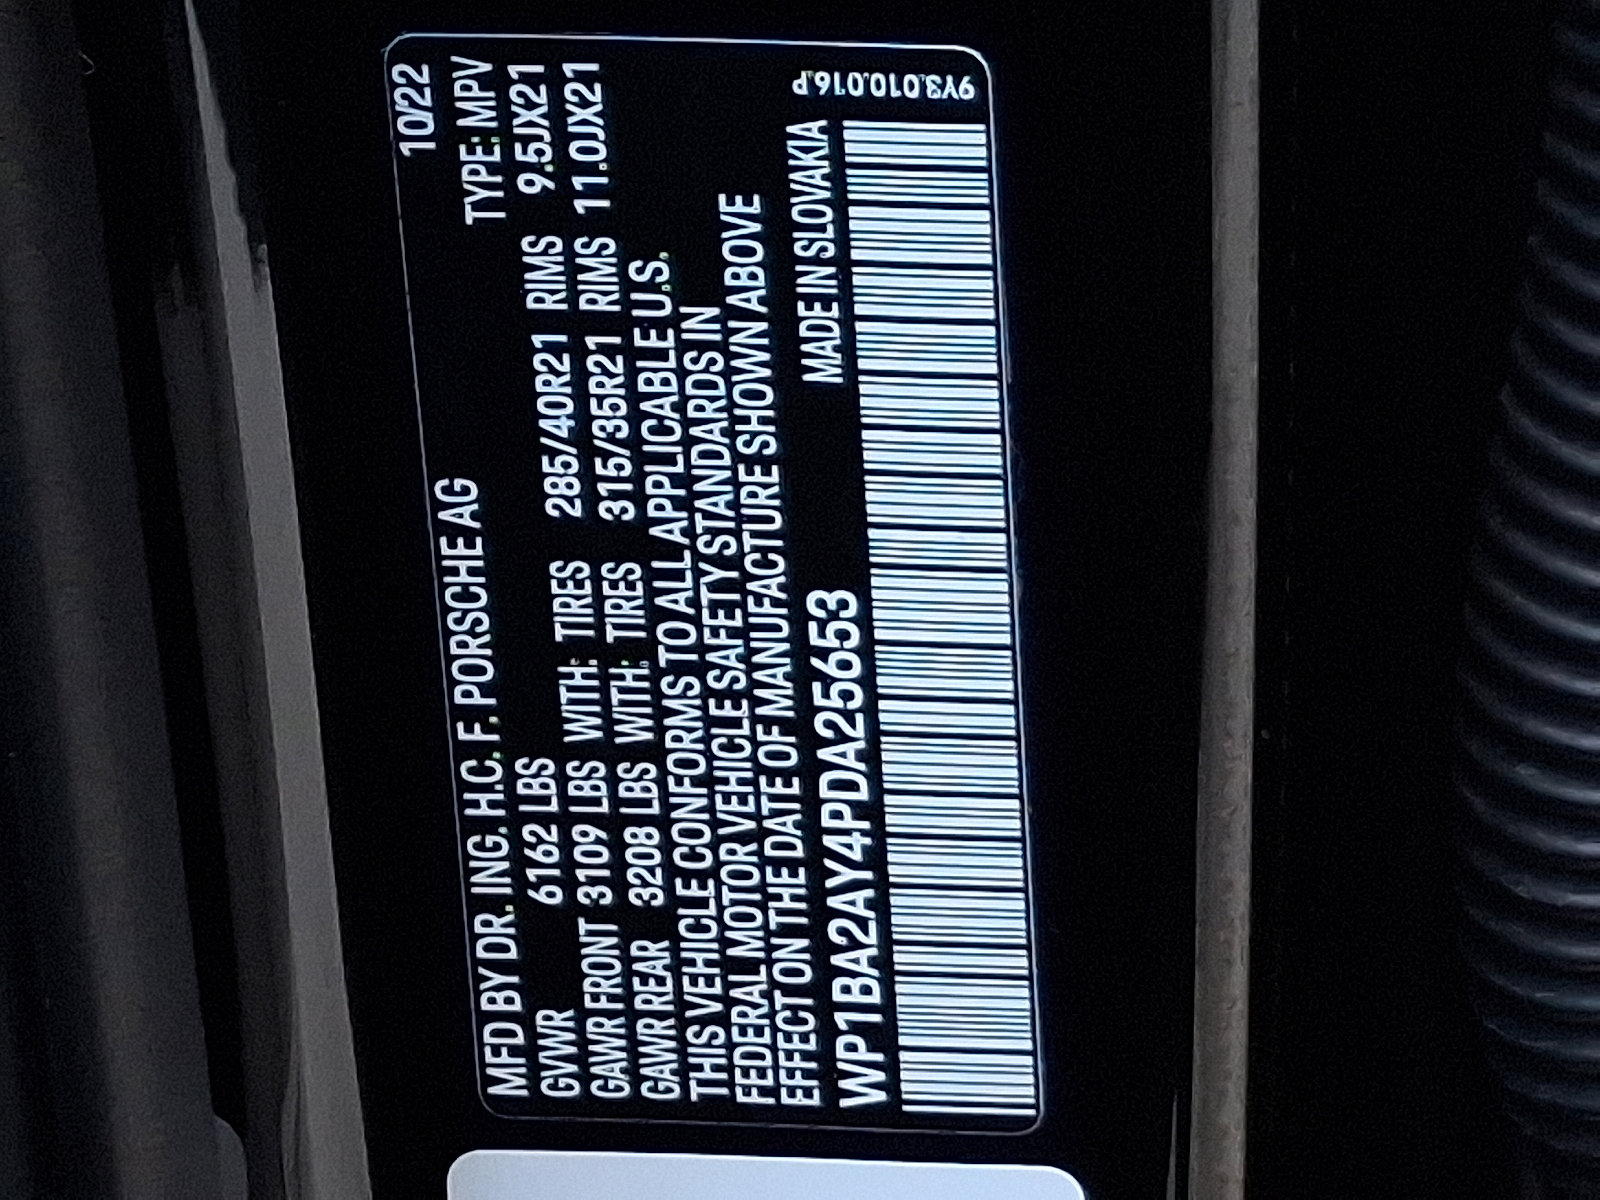 10/22
MFD BY DR. ING. H.C. F. PORSCHE AG TYPE: MPV
GVWR 6162 LBS WITH: TIRES 285/40R21 RIMS 9.5JX21
GAWR FRONT 3109 LBS WITH: TIRES 315/35R21 RIMS 11.0JX21
GAWR REAR 3208 LBS
THIS VEHICLE CONFORMS TO ALL APPLICABLE U.S.
FEDERAL MOTOR VEHICLE SAFETY STANDARDS IN
EFFECT ON THE DATE OF MANUFACTURE SHOWN ABOVE
WP1BA2AY4PDA25653 MADE IN SLOVAKIA
9Y3.010.016.P